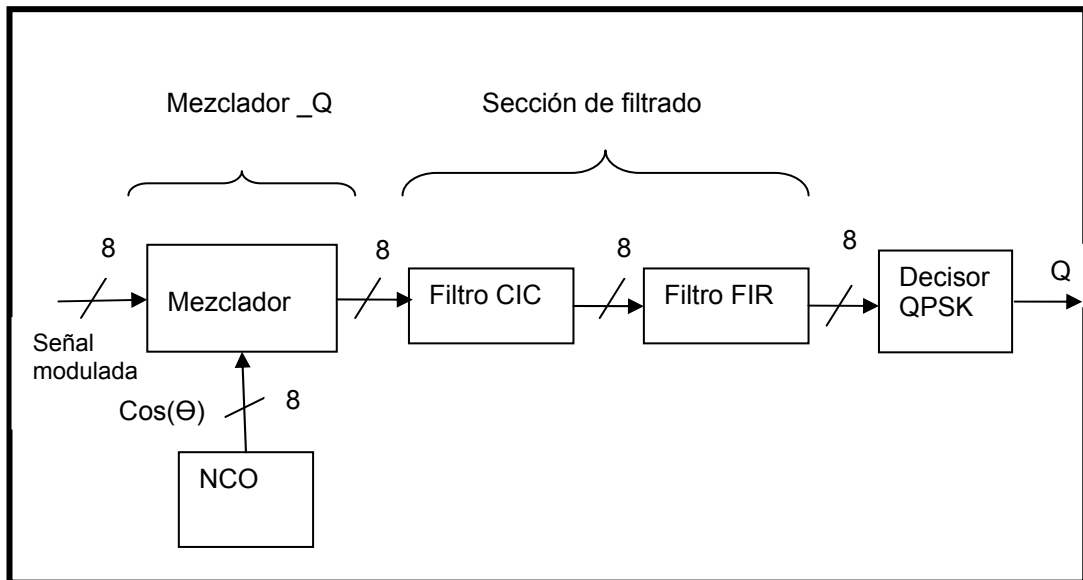 Mezclador _Q
Sección de filtrado
8
8
8
8
Mezclador
Filtro CIC
Filtro FIR
Decisor
QPSK
Q
Señal
modulada
Cos(Ɵ)
8
NCO